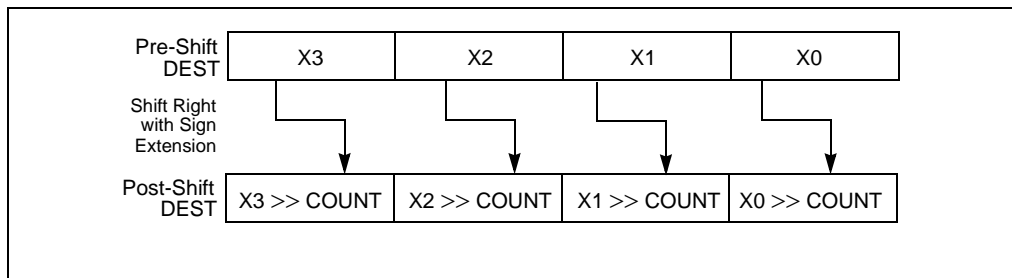 Pre-Shift
DEST
X3 X2 X1 X0
Shift Right
with Sign
Extension
Post-Shift
DEST
X3 >> COUNT X2 >> COUNT X1 >> COUNT X0 >> COUNT